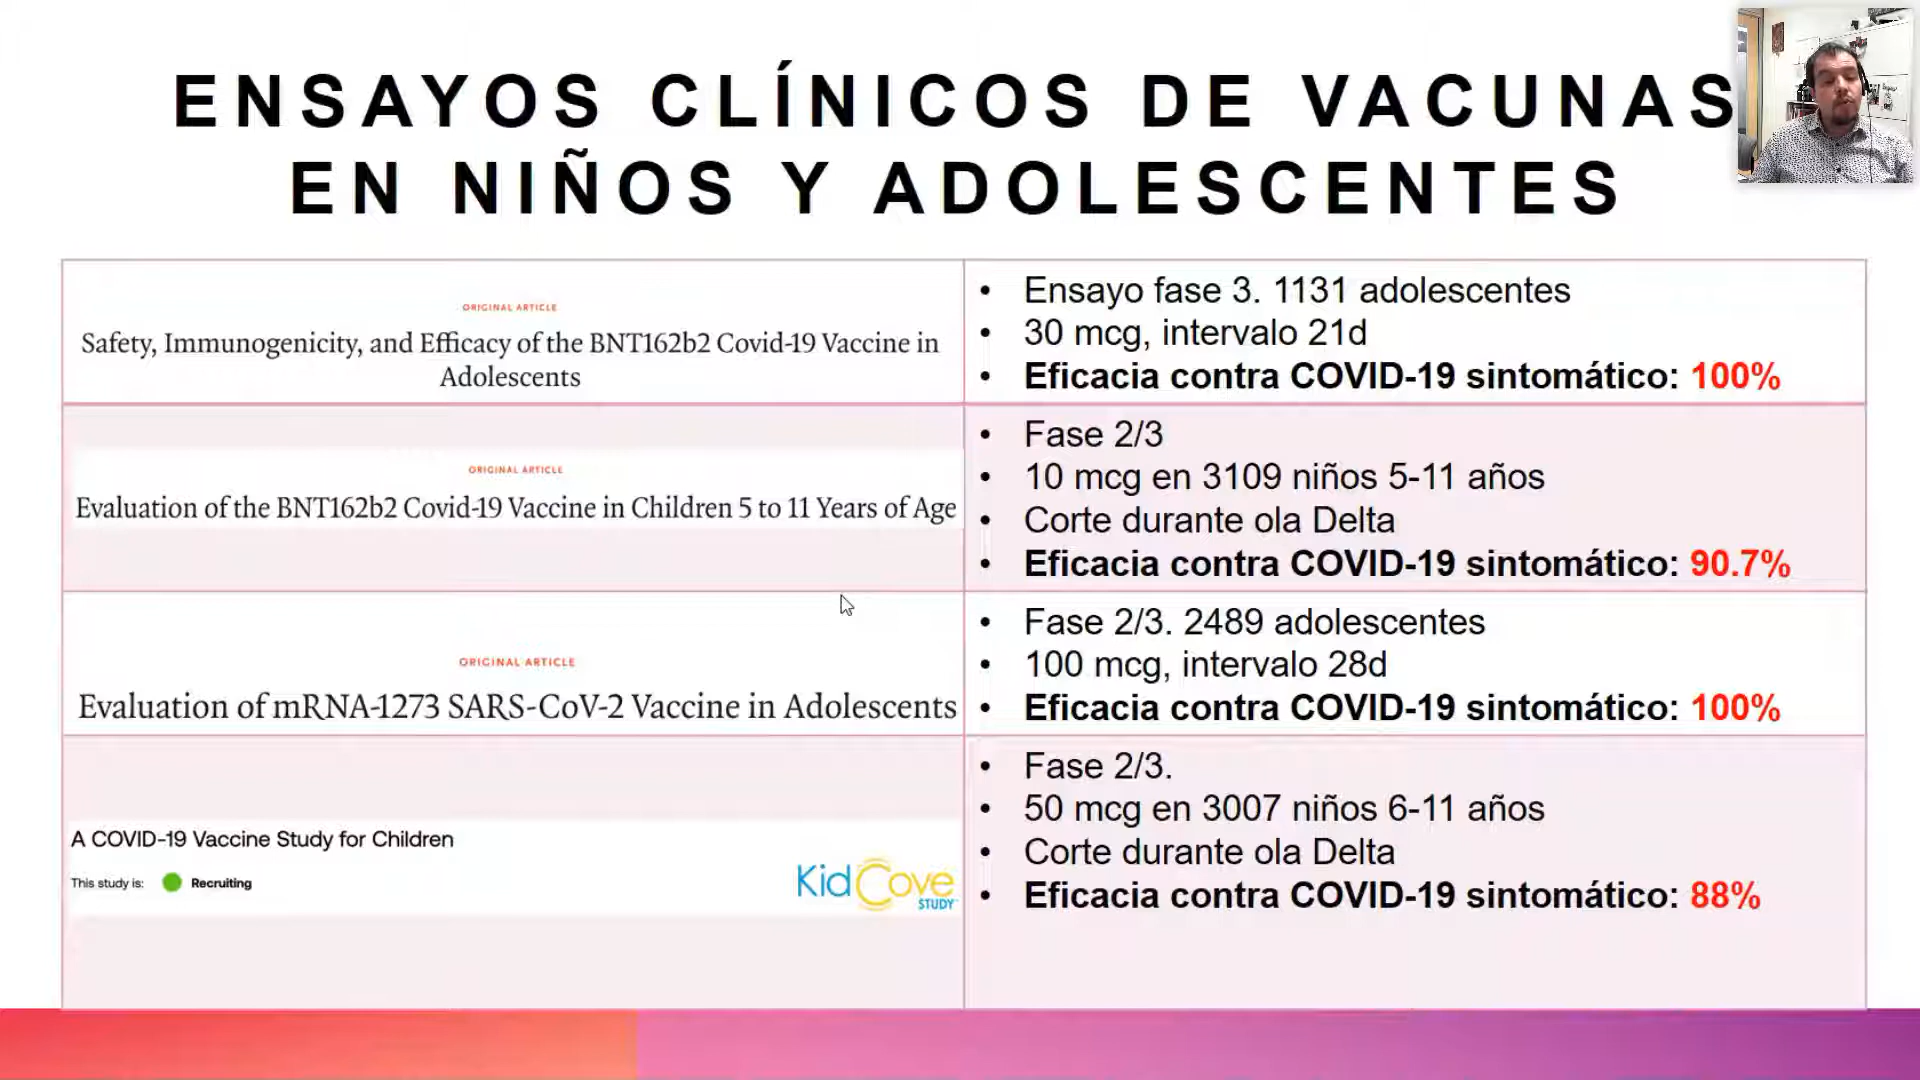 ENSAYOS CLÍNICOS DE VACUNAS
EN NIÑOS Y ADOLESCENTES
ORIGINAL ARTICLE
Safety, Immunogenicity, and Efficacy of the BNT162b2 Covid-19 Vaccine in
Adolescents
• Ensayo fase 3. 1131 adolescentes
• 30 mcg, intervalo 21d
• Eficacia contra COVID-19 sintomático: 100%
ORIGINAL ARTICLE
Evaluation of the BNT162b2 Covid-19 Vaccine in Children 5 to 11 Years of Age
• Fase 2/3
• 10 mcg en 3109 niños 5-11 años
• Corte durante ola Delta
• Eficacia contra COVID-19 sintomático: 90.7%
ORIGINAL ARTICLE
Evaluation of mRNA-1273 SARS-CoV-2 Vaccine in Adolescents
• Fase 2/3. 2489 adolescentes
• 100 mcg, intervalo 28d
• Eficacia contra COVID-19 sintomático: 100%
A COVID-19 Vaccine Study for Children
This study is: Recruiting
KidCove
STUDY
• Fase 2/3.
• 50 mcg en 3007 niños 6-11 años
• Corte durante ola Delta
• Eficacia contra COVID-19 sintomático: 88%